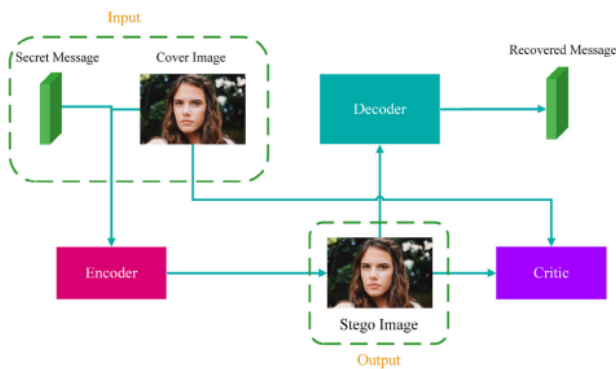 Input
Secret Message
Cover Image
Recovered Message
Decoder
Encoder
Critic
Stego Image
Output